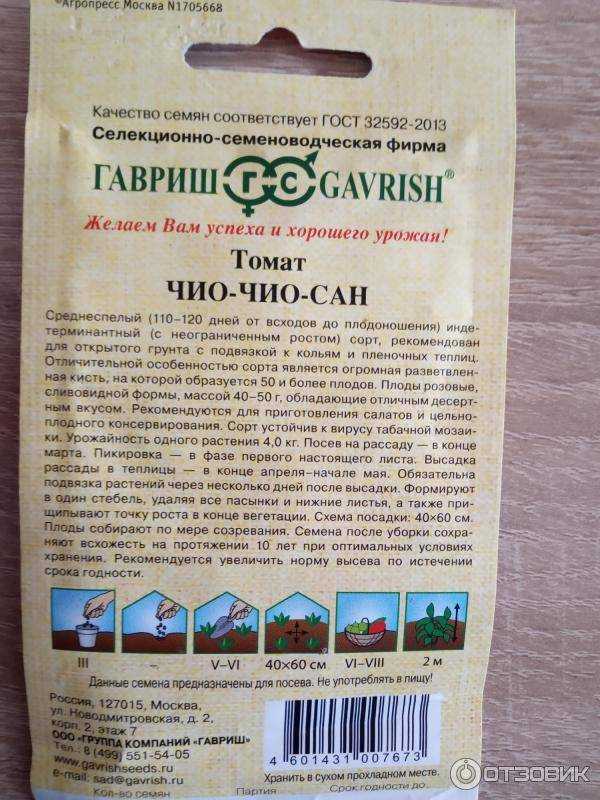 ©Агропресс Москва N1705668
Качество семян соответствует ГОСТ 32592-2013
Селекционно-семеноводческая фирма
ГАВРИШ ГС GAVRISH®
Желаем Вам успеха и хорошего урожая!
Томат
ЧИО-ЧИО-САН
Среднеспелый (110–120 дней от всходов до плодоношения) инде-
терминантный (с неограниченным ростом) сорт, рекомендован
для открытого грунта с подвязкой к кольям и пленочных теплиц.
Отличительной особенностью сорта является огромная разветвлен-
ная кисть, на которой образуется 50 и более плодов. Плоды розовые,
сливовидной формы, массой 40–50 г, обладающие отличным десерт-
ным вкусом. Рекомендуются для приготовления салатов и цельно-
плодного консервирования. Сорт устойчив к вирусу табачной мозаи-
ки. Урожайность одного растения 4,0 кг. Посев на рассаду — в конце
марта. Пикировка — в фазе первого настоящего листа. Высадка
рассады в теплицы — в конце апреля–начале мая. Обязательна
подвязка растений через несколько дней после высадки. Формируют
в один стебель, удаляя все пасынки и нижние листья, а также при-
щипывают точку роста в конце вегетации. Схема посадки: 40×60 см.
Плоды собирают по мере созревания. Семена после уборки сохра-
няют всхожесть на протяжении 10 лет при оптимальных условиях
хранения. Рекомендуется увеличить норму высева по истечении
срока годности.
III – V–VI 40×60 см VI–VIII 2 м
Данные семена предназначены для посева. Не употреблять в пищу!
Россия, 127015, Москва,
ул. Новодмитровская, д. 2,
корп. 2, этаж 7
ООО «ГРУППА КОМПАНИЙ «ГАВРИШ»
Тел.: 8 (499) 551-54-05
www.gavrishseeds.ru
e-mail: sad@gavrish.ru
4 601431 007673
Хранить в сухом прохладном месте.
Кол-во семян Партия Срок годности до
ОТЗОВИК